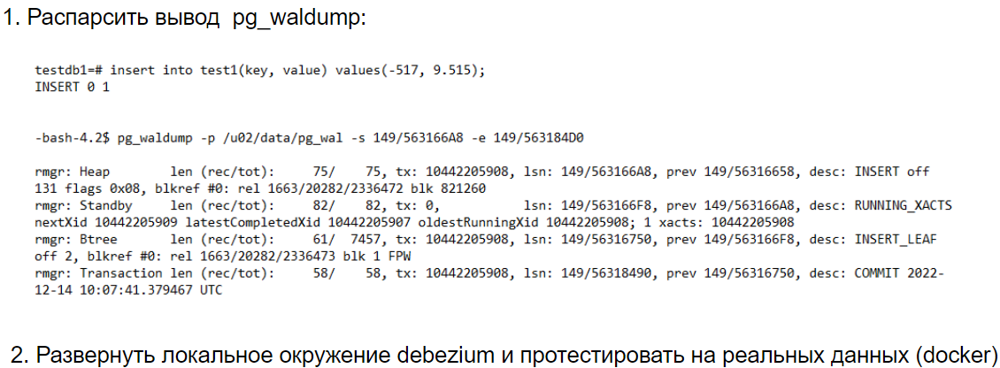 1. Распарсить вывод pg_waldump:
testdb1=# insert into test1(key, value) values(-517, 9.515);
INSERT 0 1
-bash-4.2$ pg_waldump -p /u02/data/pg_wal -s 149/563166A8 -e 149/563184D0
rmgr: Heap        len (rec/tot):     75/    75, tx: 10442205908, lsn: 149/563166A8, prev 149/56316658, desc: INSERT off
131 flags 0x08, blkref #0: rel 1663/20282/2336472 blk 821260
rmgr: Standby     len (rec/tot):     82/    82, tx: 0,           lsn: 149/563166F8, prev 149/563166A8, desc: RUNNING_XACTS
nextXid 10442205909 latestCompletedXid 10442205907 oldestRunningXid 10442205908; 1 xacts: 10442205908
rmgr: Btree       len (rec/tot):     61/  7457, tx: 10442205908, lsn: 149/56316750, prev 149/563166F8, desc: INSERT_LEAF
off 2, blkref #0: rel 1663/20282/2336473 blk 1 FPW
rmgr: Transaction len (rec/tot):     58/    58, tx: 10442205908, lsn: 149/56318490, prev 149/56316750, desc: COMMIT 2022-
12-14 10:07:41.379467 UTC
2. Развернуть локальное окружение debezium и протестировать на реальных данных (docker)